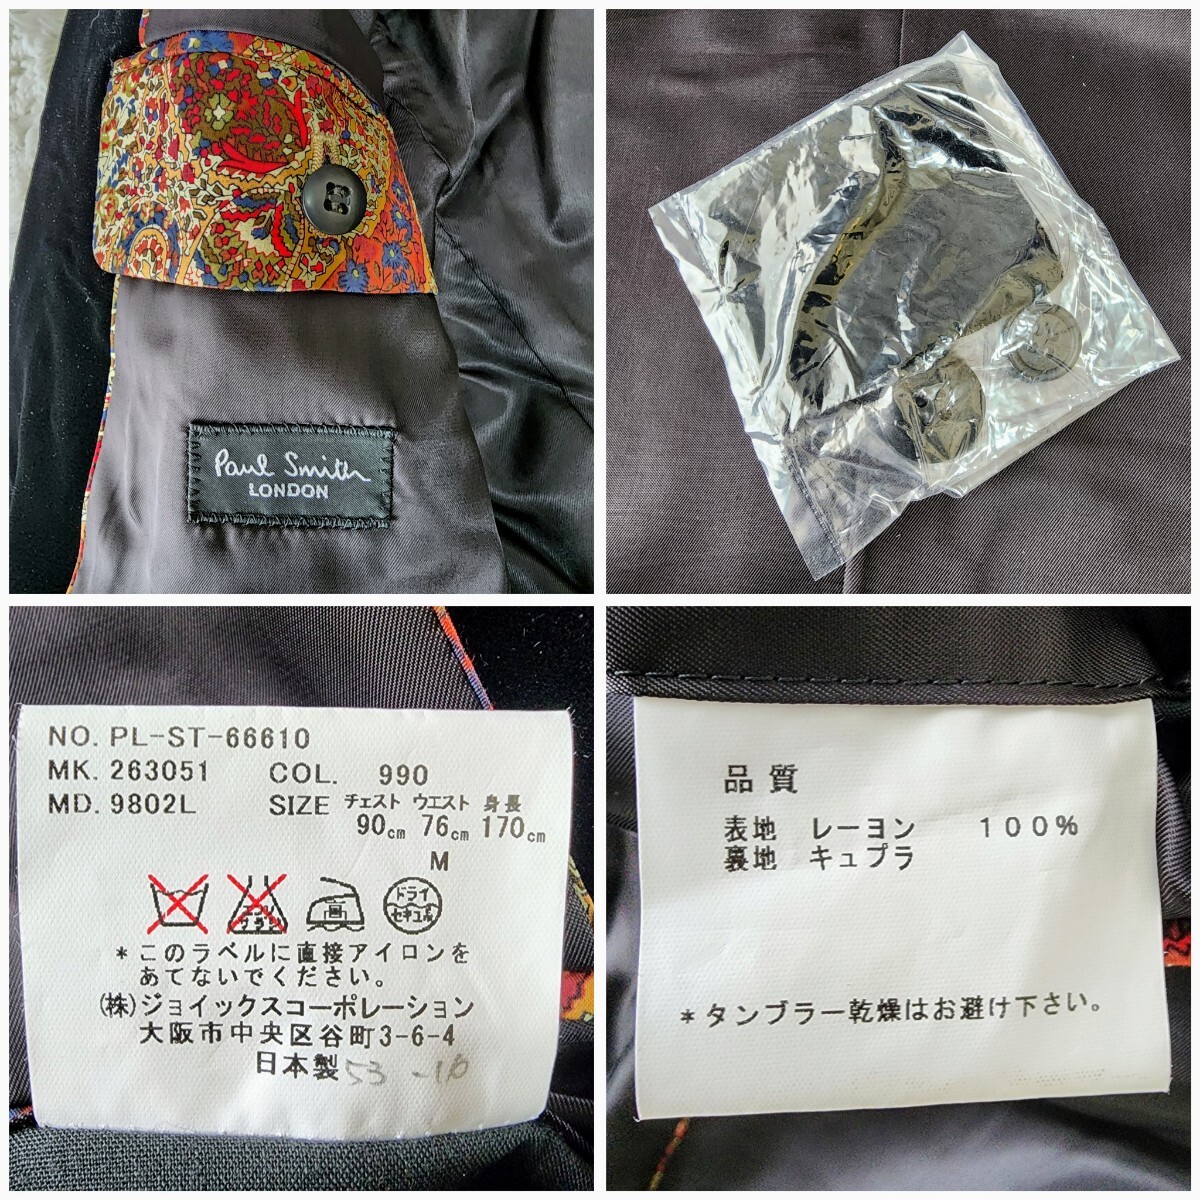 Paul Smith
LONDON
NO. PL-ST-66610
MK. 263051 COL. 990
MD. 9802L SIZE チェスト ウエスト 身長
90cm 76cm 170cm
M
エンソ
サラシ
ドライ
セキユ系
*このラベルに直接アイロンを
あてないでください。
(株)ジョイックスコーポレーション
大阪市中央区谷町3-6-4
日本製 53 -10
品質
表地 レーヨン 100%
裏地 キュプラ
*タンブラー乾燥はお避け下さい。